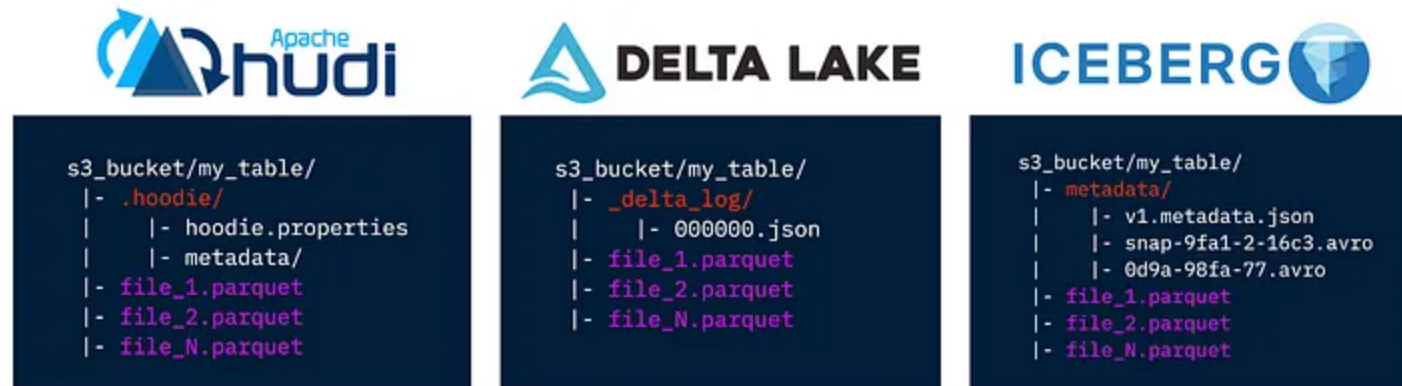 Apache
hudi
s3_bucket/my_table/
|- .hoodie/
|    |- hoodie.properties
|    |- metadata/
|- file_1.parquet
|- file_2.parquet
|- file_N.parquet
DELTA LAKE
s3_bucket/my_table/
|- _delta_log/
|    |- 000000.json
|- file_1.parquet
|- file_2.parquet
|- file_N.parquet
ICEBERG
s3_bucket/my_table/
|- metadata/
|    |- v1.metadata.json
|    |- snap-9fa1-2-16c3.avro
|    |- 0d9a-98fa-77.avro
|- file_1.parquet
|- file_2.parquet
|- file_N.parquet